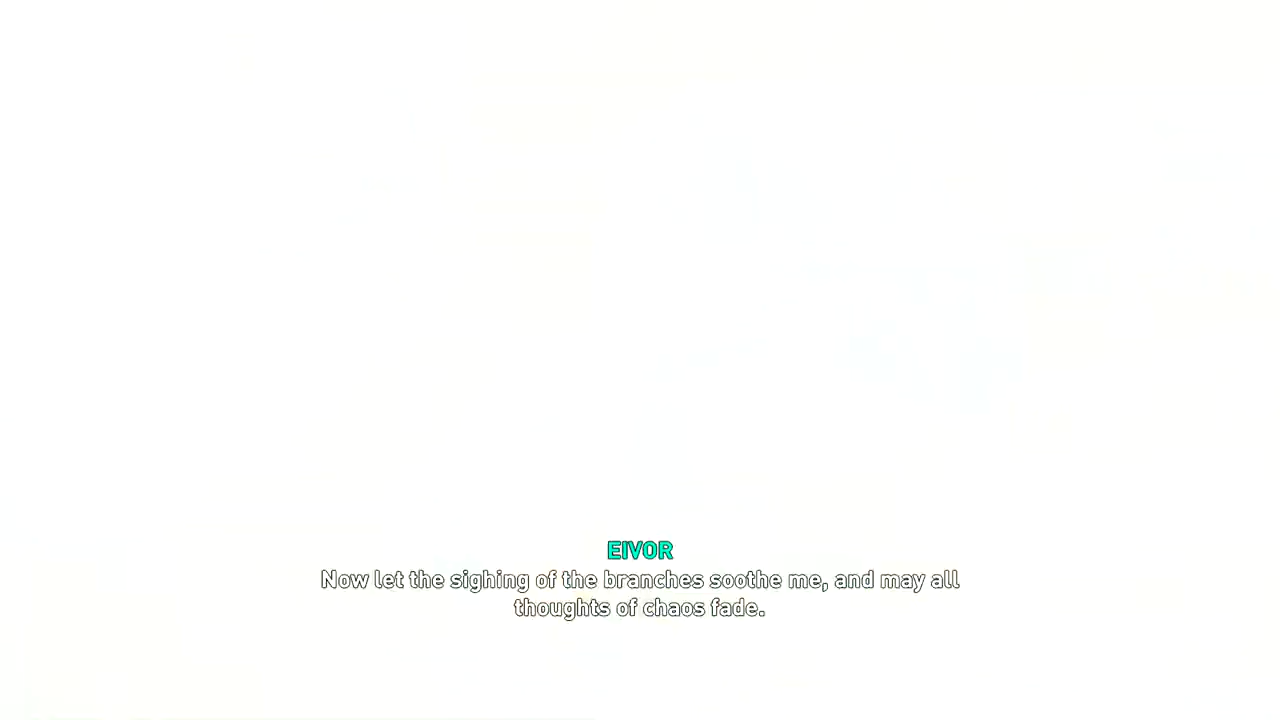 EIVOR
Now let the sighing of the branches soothe me, and may all
thoughts of chaos fade.